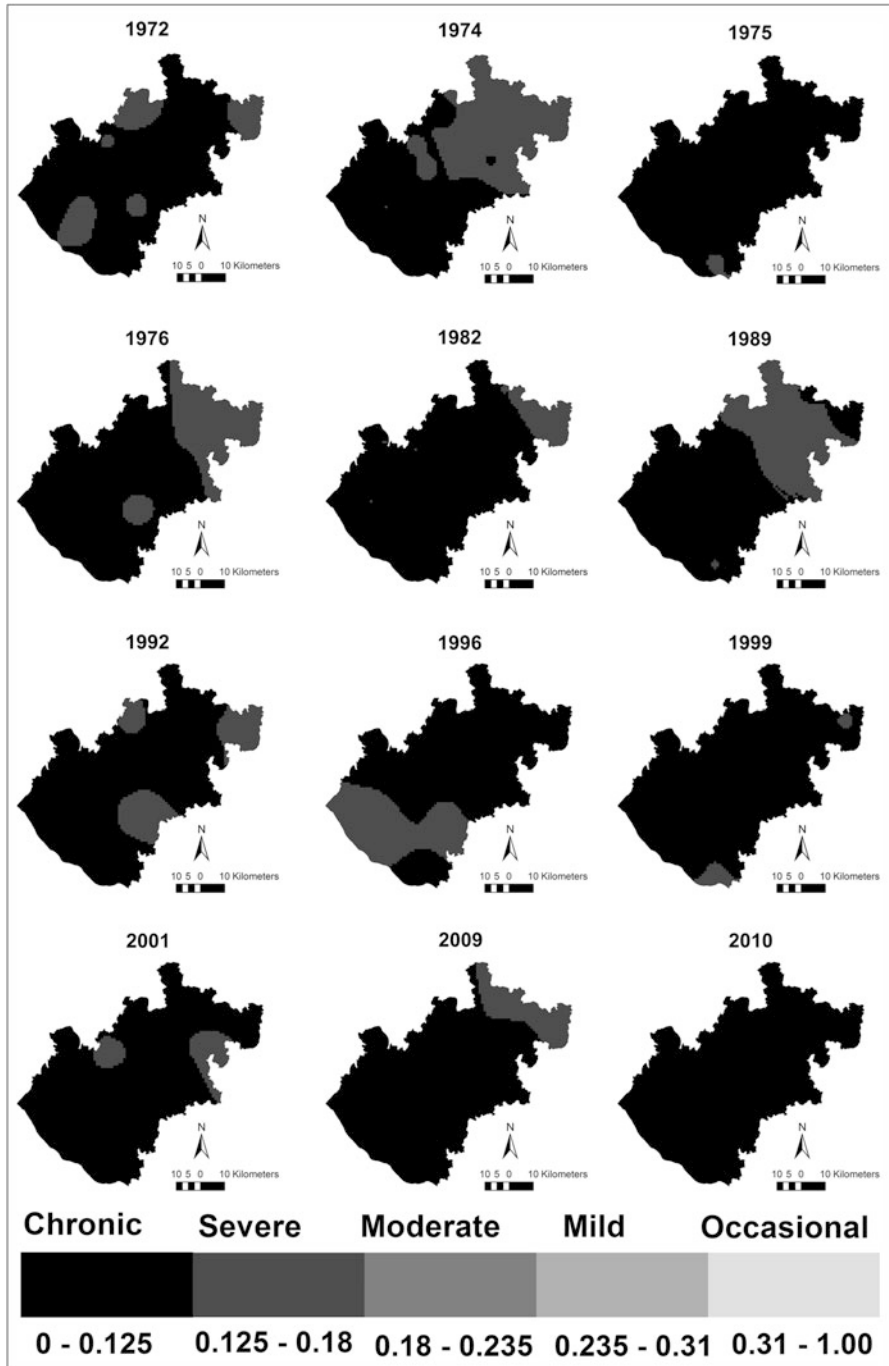 1972 1974 1975
N N N
10 5 0 10 Kilometers 10 5 0 10 Kilometers 10 5 0 10 Kilometers
1976 1982 1989
N N N
10 5 0 10 Kilometers 10 5 0 10 Kilometers 10 5 0 10 Kilometers
1992 1996 1999
N N N
10 5 0 10 Kilometers 10 5 0 10 Kilometers 10 5 0 10 Kilometers
2001 2009 2010
N N N
10 5 0 10 Kilometers 10 5 0 10 Kilometers 10 5 0 10 Kilometers
Chronic Severe Moderate Mild Occasional
0 - 0.125 0.125 - 0.18 0.18 - 0.235 0.235 - 0.31 0.31 - 1.00